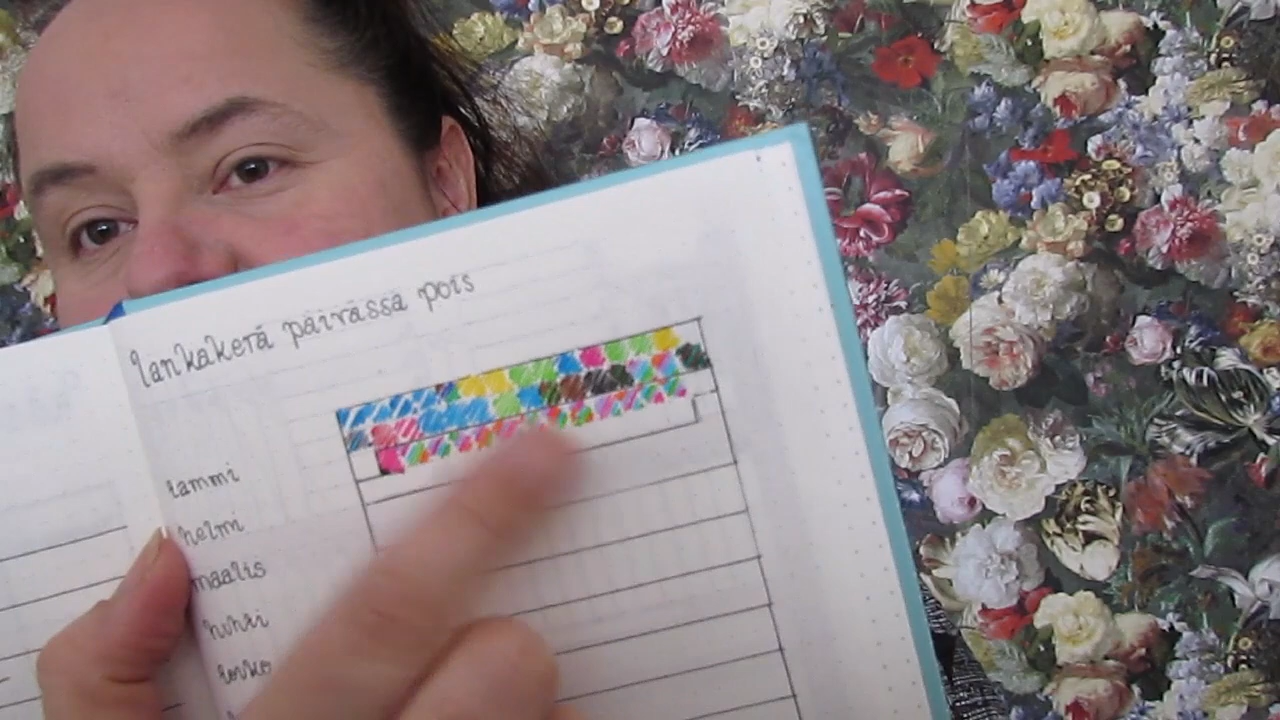 lankakerä päivässä pois
tammi
helmi
maalis
huhti
touko